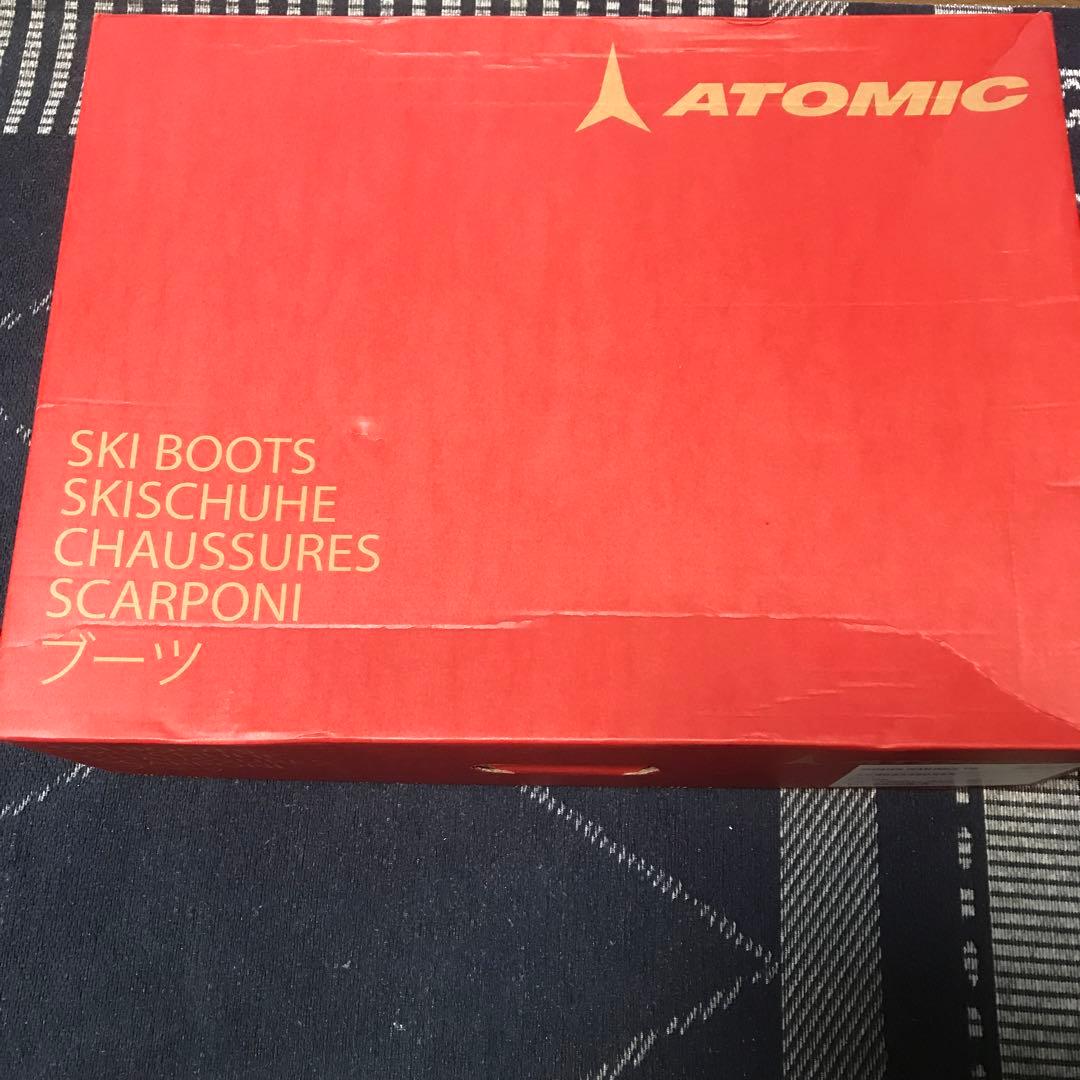 ATOMIC
SKI BOOTS
SKISCHUHE
CHAUSSURES
SCARPONI
ブーツ